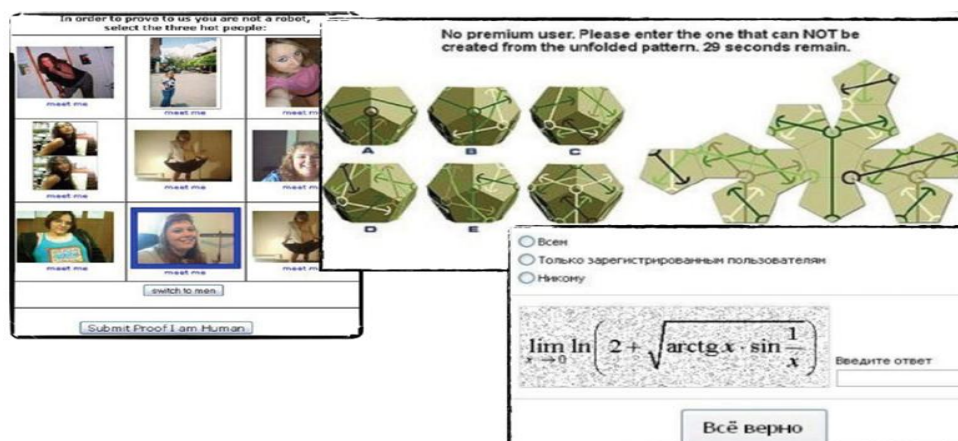 In order to prove to us you are not a robot,
select the three hot people:
meet me
meet me
meet me
meet me
meet me
meet me
meet me
switch to men
Submit Proof I am Human
No premium user. Please enter the one that can NOT be
created from the unfolded pattern. 29 seconds remain.
A B C
D E
Всем
Только зарегистрированным пользователям
Никому
lim ln( 2 + √(arctg x · sin 1/x) )
x → 0
Введите ответ
Всё верно